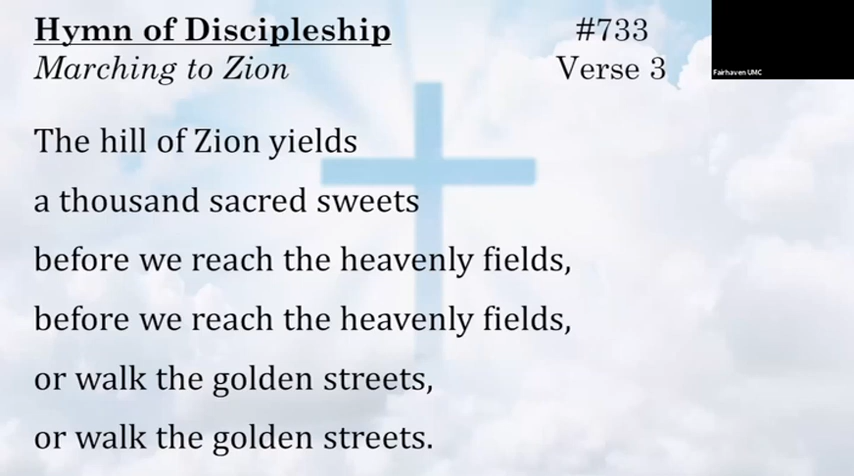 Hymn of Discipleship
#733
Marching to Zion
Verse 3
Fairhaven UMC
The hill of Zion yields
a thousand sacred sweets
before we reach the heavenly fields,
before we reach the heavenly fields,
or walk the golden streets,
or walk the golden streets.